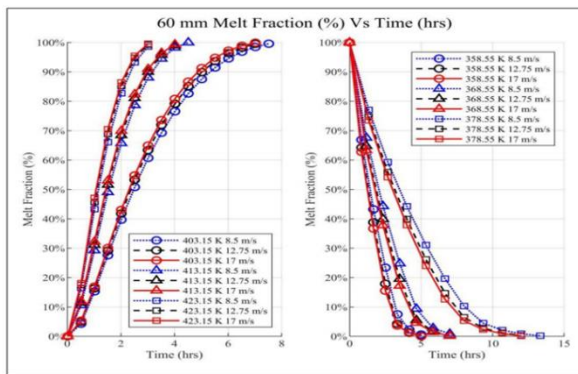 60 mm Melt Fraction (%) Vs Time (hrs)
100%
90%
80%
70%
60%
50%
40%
30%
20%
10%
0%
Melt Fraction (%)
403.15 K 8.5 m/s
403.15 K 12.75 m/s
403.15 K 17 m/s
413.15 K 8.5 m/s
413.15 K 12.75 m/s
413.15 K 17 m/s
423.15 K 8.5 m/s
423.15 K 12.75 m/s
423.15 K 17 m/s
0 2 4 6 8
Time (hrs)
100%
90%
80%
70%
60%
50%
40%
30%
20%
10%
0%
Melt Fraction (%)
358.55 K 8.5 m/s
358.55 K 12.75 m/s
358.55 K 17 m/s
368.55 K 8.5 m/s
368.55 K 12.75 m/s
368.55 K 17 m/s
378.55 K 8.5 m/s
378.55 K 12.75 m/s
378.55 K 17 m/s
0 5 10 15
Time (hrs)